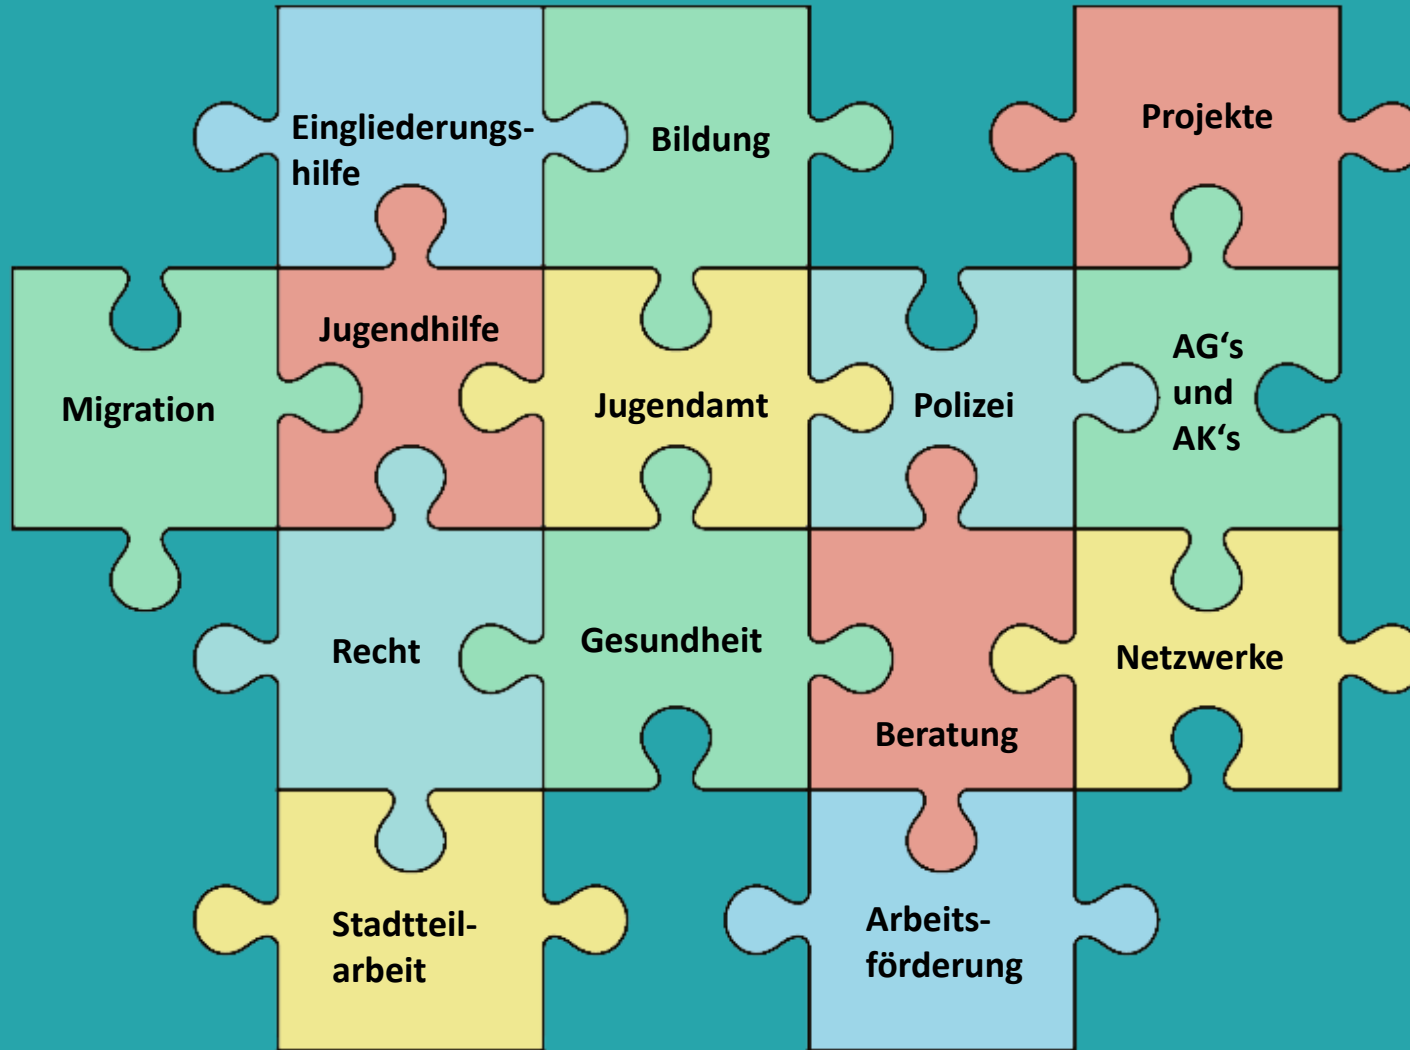 Eingliederungs-
hilfe
Bildung
Projekte
Migration
Jugendhilfe
Jugendamt
Polizei
AG‘s
und
AK‘s
Recht
Gesundheit
Beratung
Netzwerke
Stadtteil-
arbeit
Arbeits-
förderung